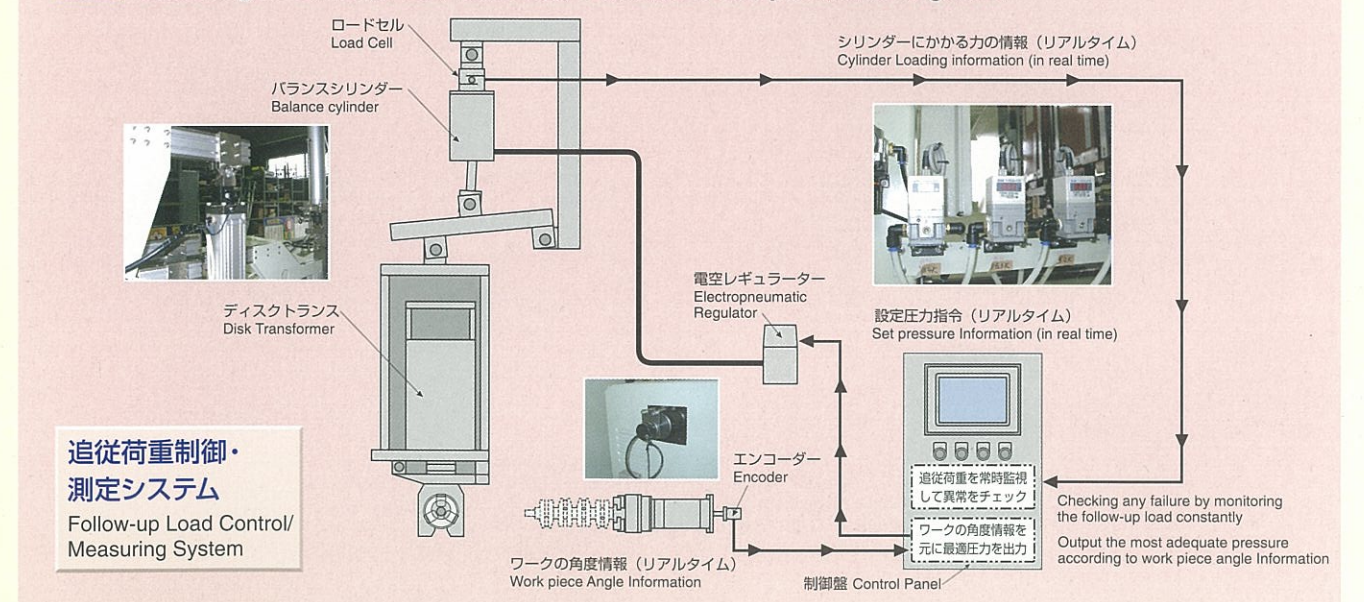 ロードセル
Load Cell
シリンダーにかかる力の情報（リアルタイム）
Cylinder Loading information (in real time)
バランスシリンダー
Balance cylinder
電空レギュラーター
Electropneumatic
Regulator
ディスクトランス
Disk Transformer
設定圧力指令（リアルタイム）
Set pressure Information (in real time)
追従荷重制御・
測定システム
Follow-up Load Control/
Measuring System
エンコーダー
Encoder
追従荷重を常時監視
して異常をチェック
Checking any failure by monitoring
the follow-up load constantly
ワークの角度情報を
元に最適圧力を出力
Output the most adequate pressure
according to work piece angle Information
ワークの角度情報（リアルタイム）
Work piece Angle Information
制御盤 Control Panel